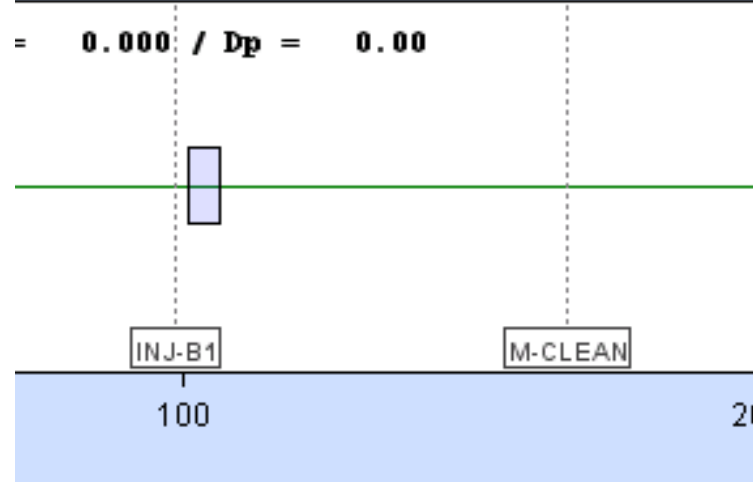 = 0.000 / Dp = 0.00
INJ-B1 M-CLEAN
100